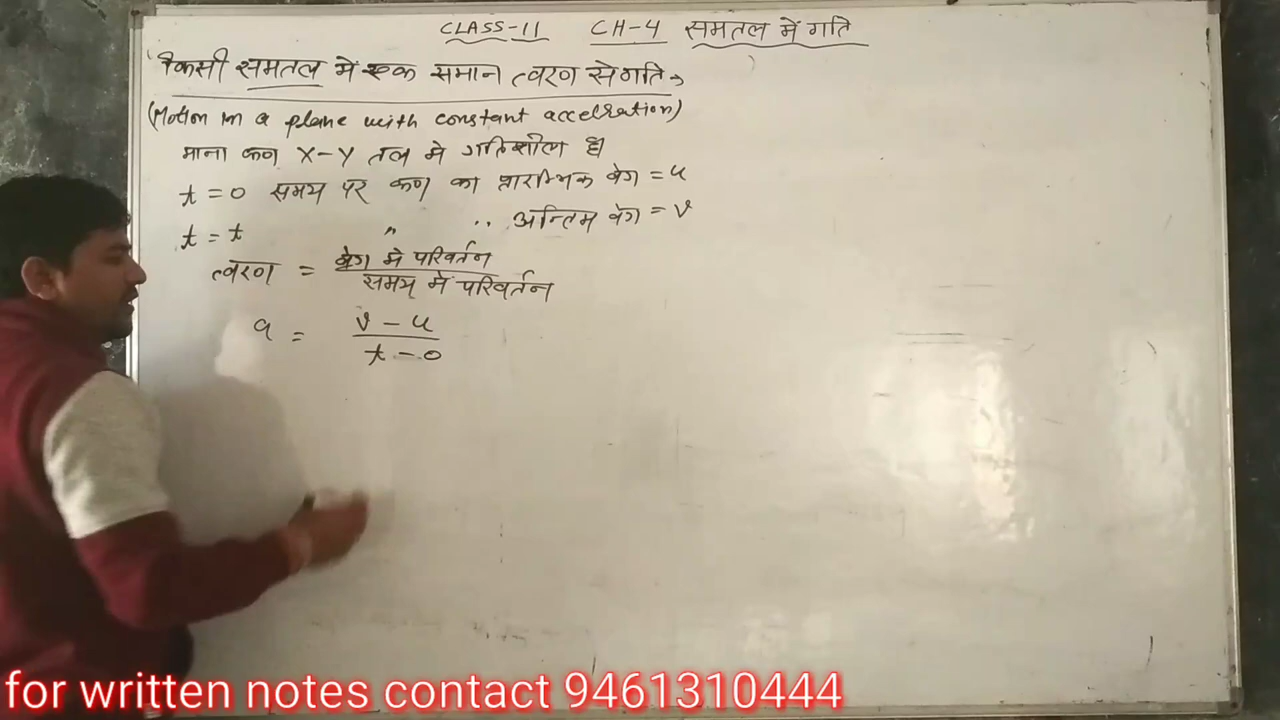 CLASS-11 CH-4 समतल में गति
किसी समतल मे एक समान त्वरण से गति→
(Motion in a plane with constant accelration)
माना कण X-Y तल मे गतिशील है
t = 0 समय पर कण का प्रारम्भिक वेग = u
t = t " " अन्तिम वेग = v
त्वरण = वेग मे परिवर्तन
समय में परिवर्तन
a = v - u
t - 0
for written notes contact 9461310444